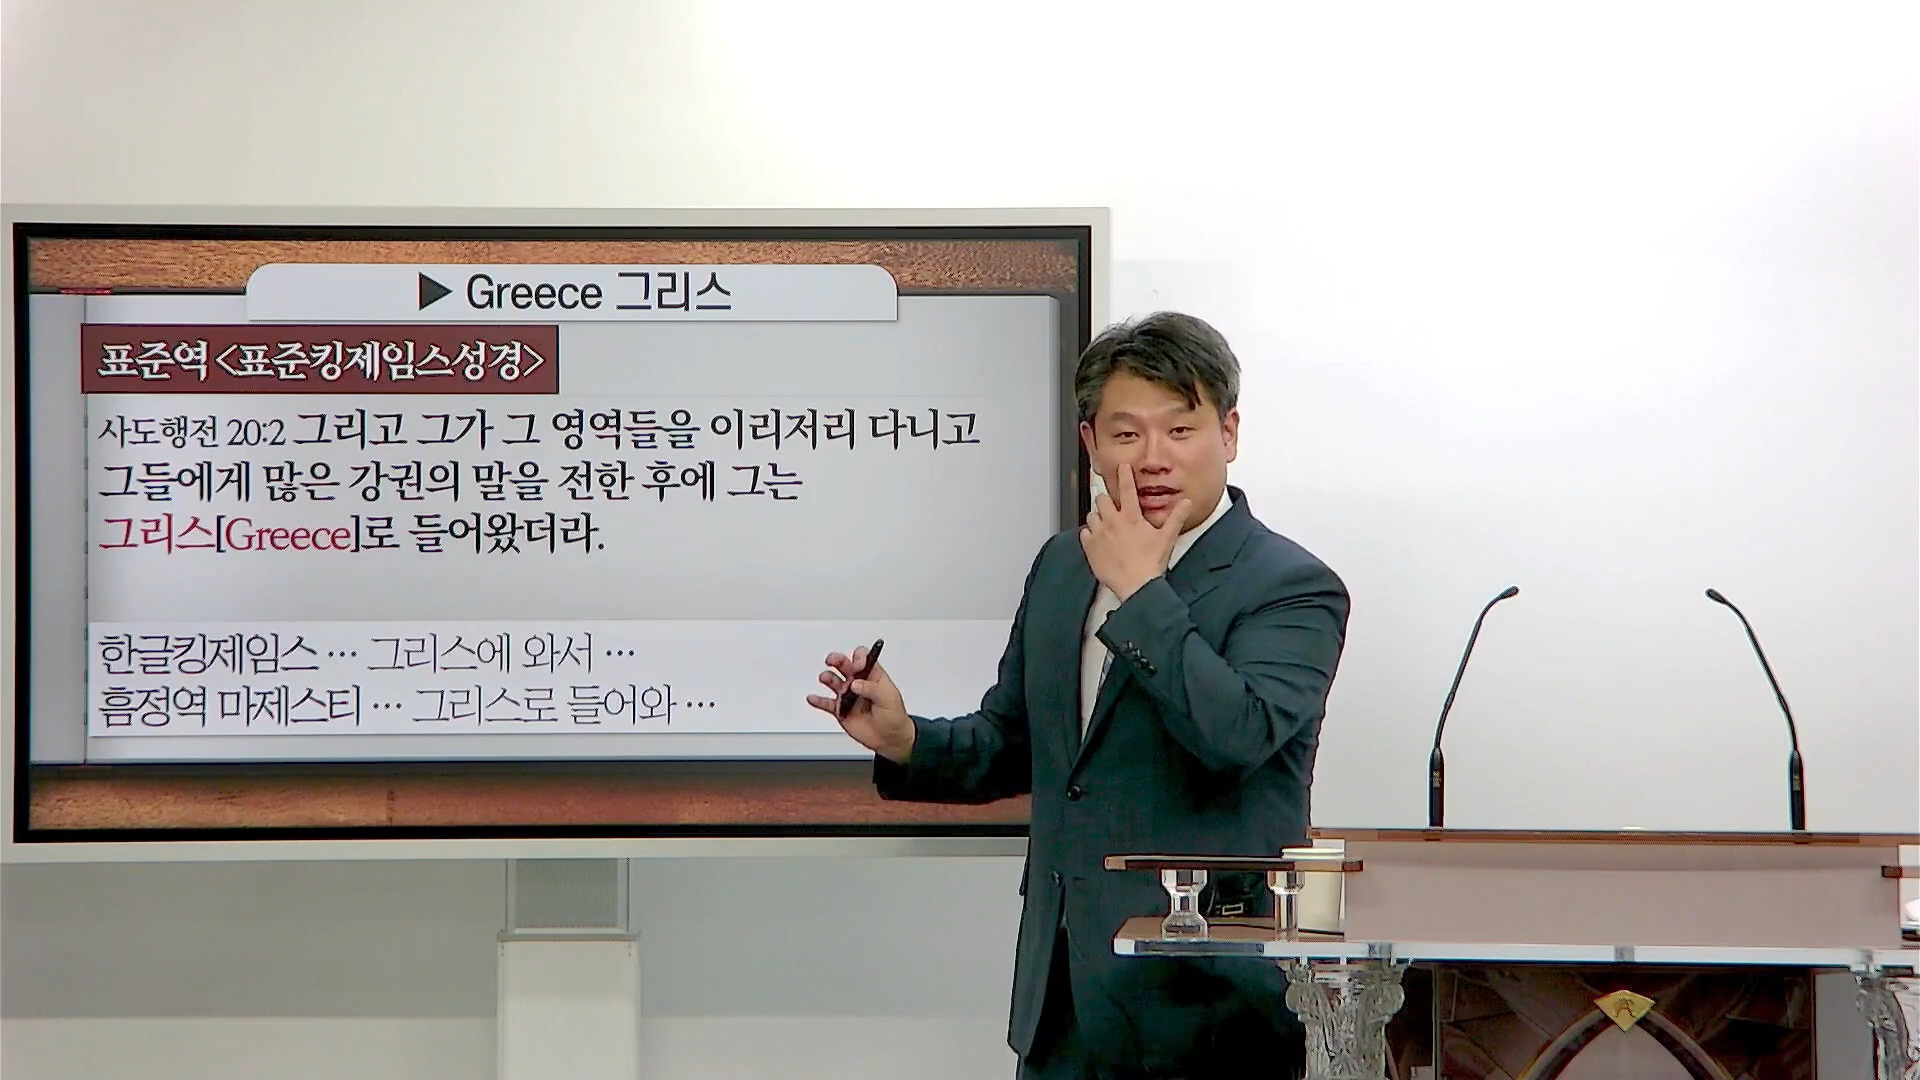 ▶ Greece 그리스
표준역 <표준킹제임스성경>
사도행전 20:2 그리고 그가 그 영역들을 이리저리 다니고
그들에게 많은 강권의 말을 전한 후에 그는
그리스[Greece]로 들어왔더라.
한글킹제임스 … 그리스에 와서 …
흠정역 마제스티 … 그리스로 들어와 …